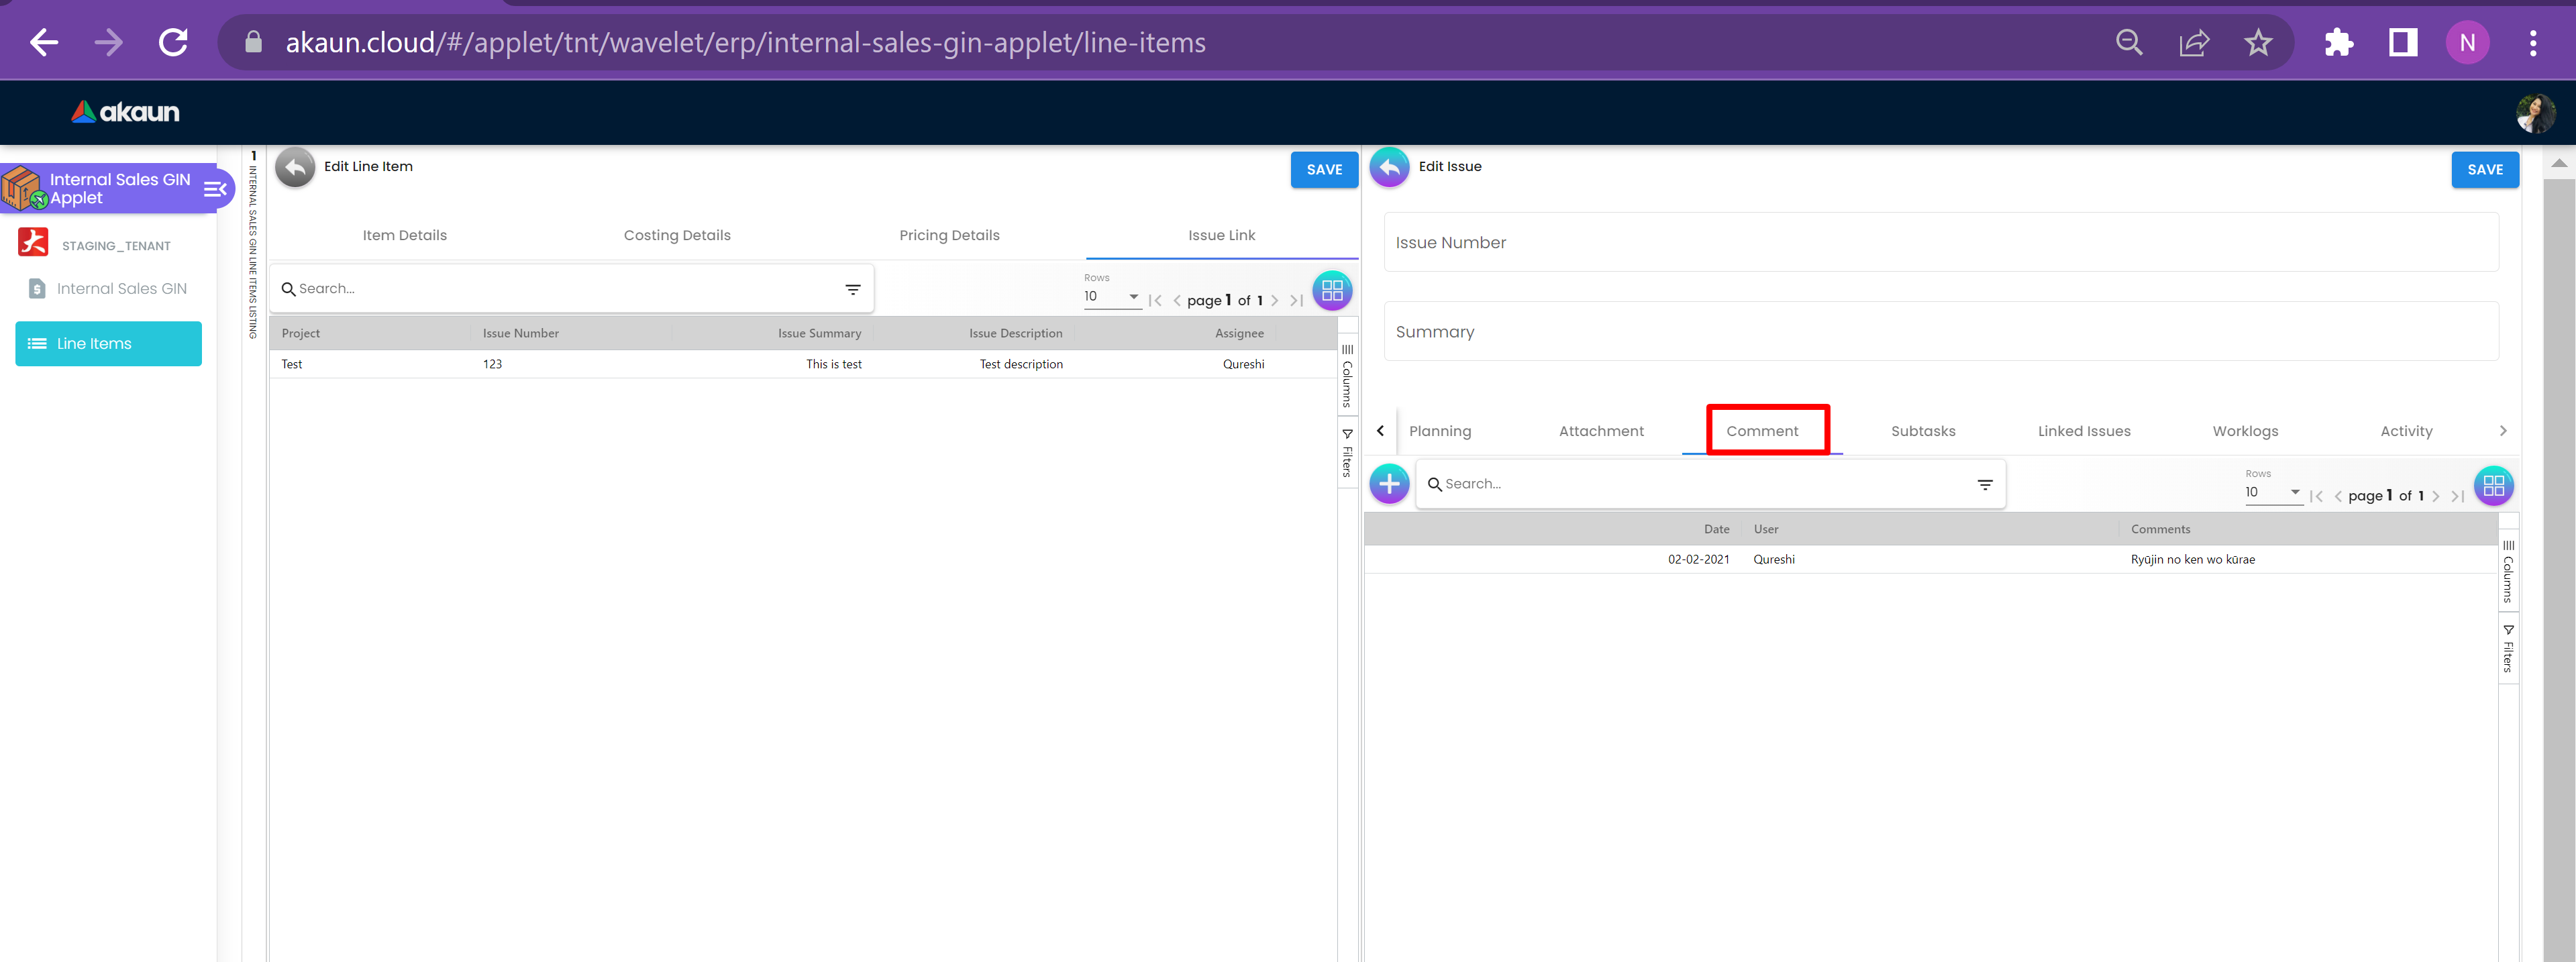 akaun.cloud/#/applet/tnt/wavelet/erp/internal-sales-gin-applet/line-items
N
akaun
Internal Sales GIN
Applet
STAGING_TENANT
Internal Sales GIN
Line Items
1 INTERNAL SALES GIN LINE ITEMS LISTING
Edit Line Item
SAVE
Item Details
Costing Details
Pricing Details
Issue Link
Search...
Rows
10
page 1 of 1
Project
Issue Number
Issue Summary
Issue Description
Assignee
Test
123
This is test
Test description
Qureshi
Columns
Filters
Edit Issue
SAVE
Issue Number
Summary
Planning
Attachment
Comment
Subtasks
Linked Issues
Worklogs
Activity
Search...
Rows
10
page 1 of 1
Date
User
Comments
02-02-2021
Qureshi
Ryūjin no ken wo kūrae
Columns
Filters